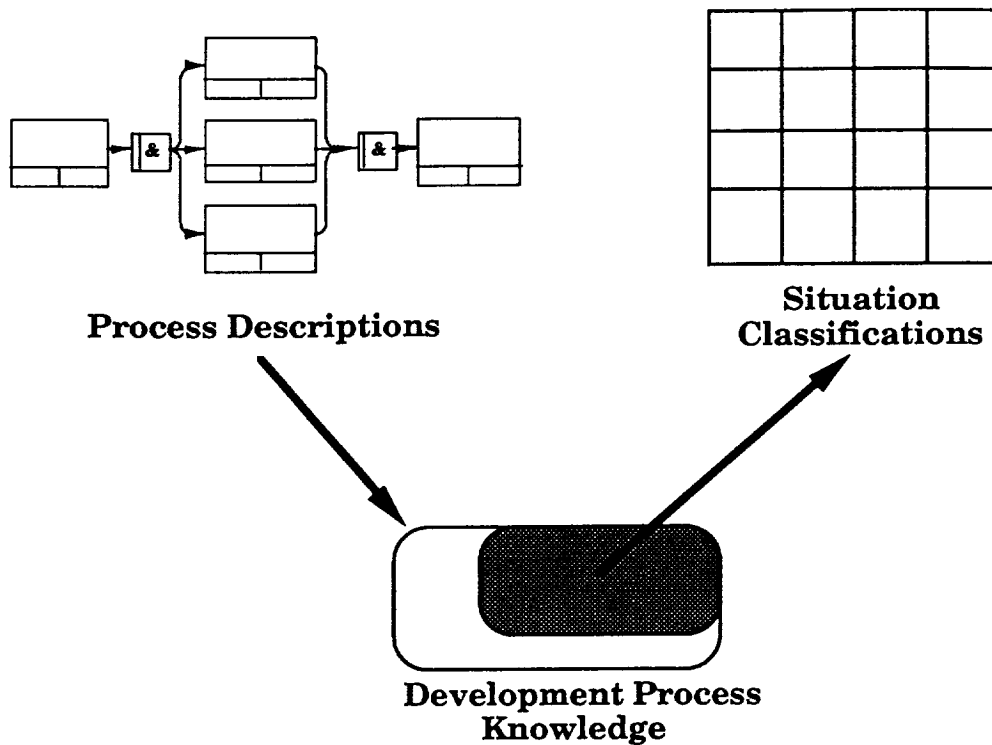 &
&
Process Descriptions
Situation
Classifications
Development Process
Knowledge